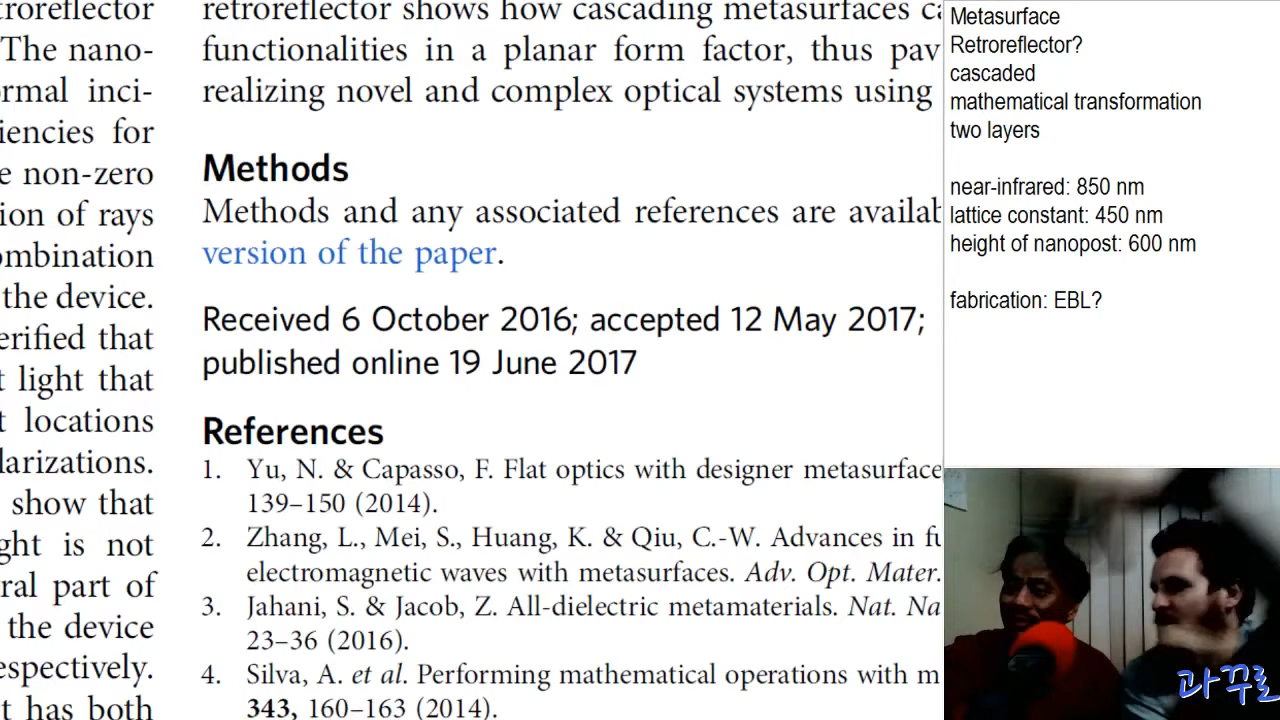 troreflector
The nano-
rmal inci-
iencies for
e non-zero
ion of rays
ombination
the device.
erified that
t light that
t locations
larizations.
show that
ght is not
ral part of
the device
espectively.
t has both
retroreflector shows how cascading metasurfaces ca
functionalities in a planar form factor, thus pav
realizing novel and complex optical systems using
Methods
Methods and any associated references are availab
version of the paper.
Received 6 October 2016; accepted 12 May 2017;
published online 19 June 2017
References
1. Yu, N. & Capasso, F. Flat optics with designer metasurface
139–150 (2014).
2. Zhang, L., Mei, S., Huang, K. & Qiu, C.-W. Advances in fu
electromagnetic waves with metasurfaces. Adv. Opt. Mater.
3. Jahani, S. & Jacob, Z. All-dielectric metamaterials. Nat. Na
23–36 (2016).
4. Silva, A. et al. Performing mathematical operations with m
343, 160–163 (2014).
Metasurface
Retroreflector?
cascaded
mathematical transformation
two layers
near-infrared: 850 nm
lattice constant: 450 nm
height of nanopost: 600 nm
fabrication: EBL?
과꾸로